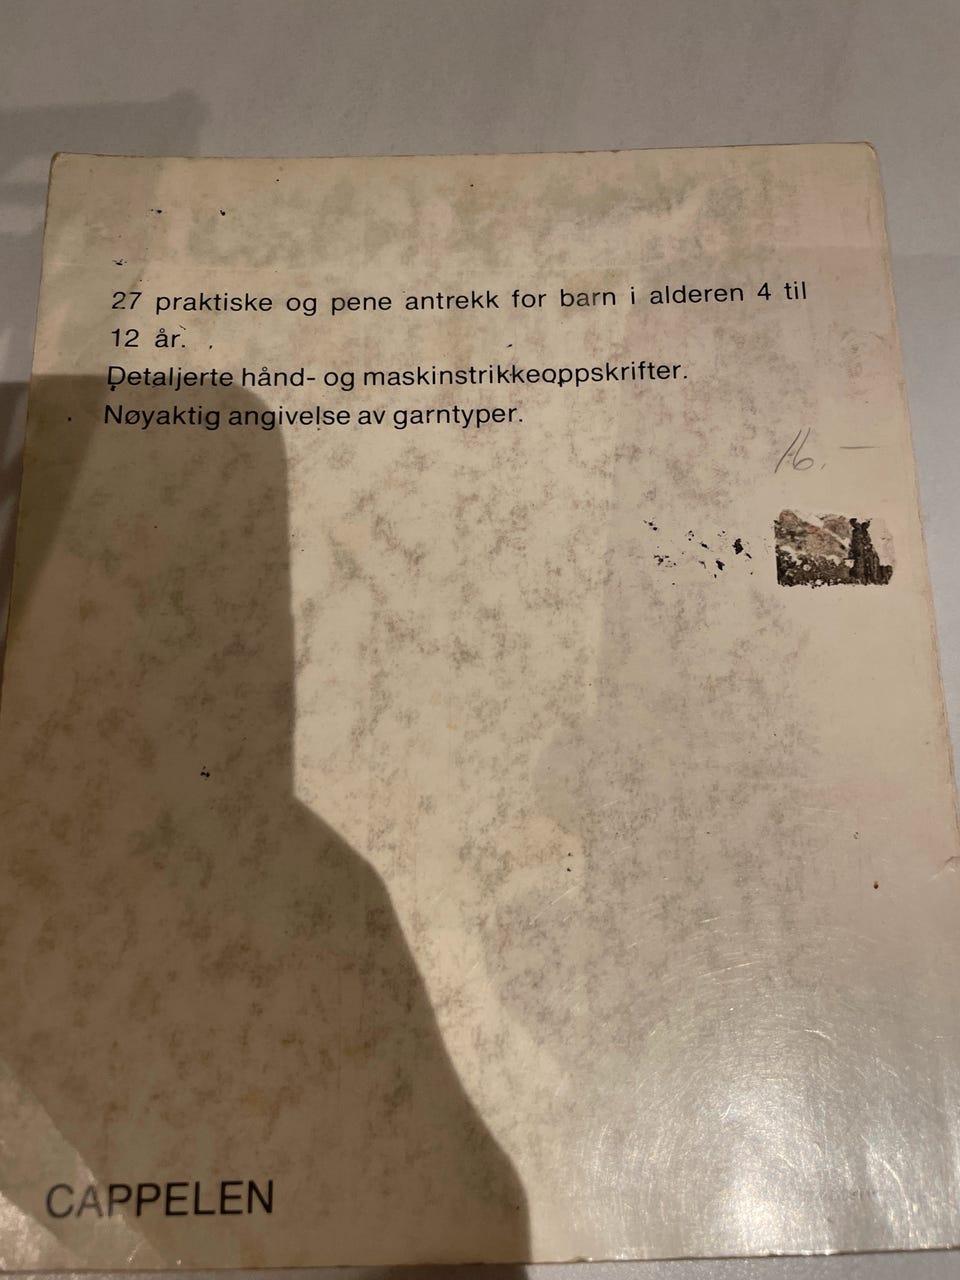 27 praktiske og pene antrekk for barn i alderen 4 til
12 år.
Detaljerte hånd- og maskinstrikkeoppskrifter.
Nøyaktig angivelse av garntyper.
16.—
CAPPELEN